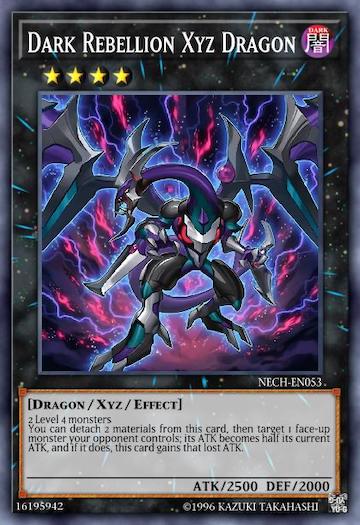 DARK REBELLION XYZ DRAGON
DARK
闇
NECH-EN053
[DRAGON/XYZ/EFFECT]
2 Level 4 monsters
You can detach 2 materials from this card, then target 1 face-up
monster your opponent controls; its ATK becomes half its current
ATK, and if it does, this card gains that lost ATK.
ATK/2500 DEF/2000
16195942 ©1996 KAZUKI TAKAHASHI